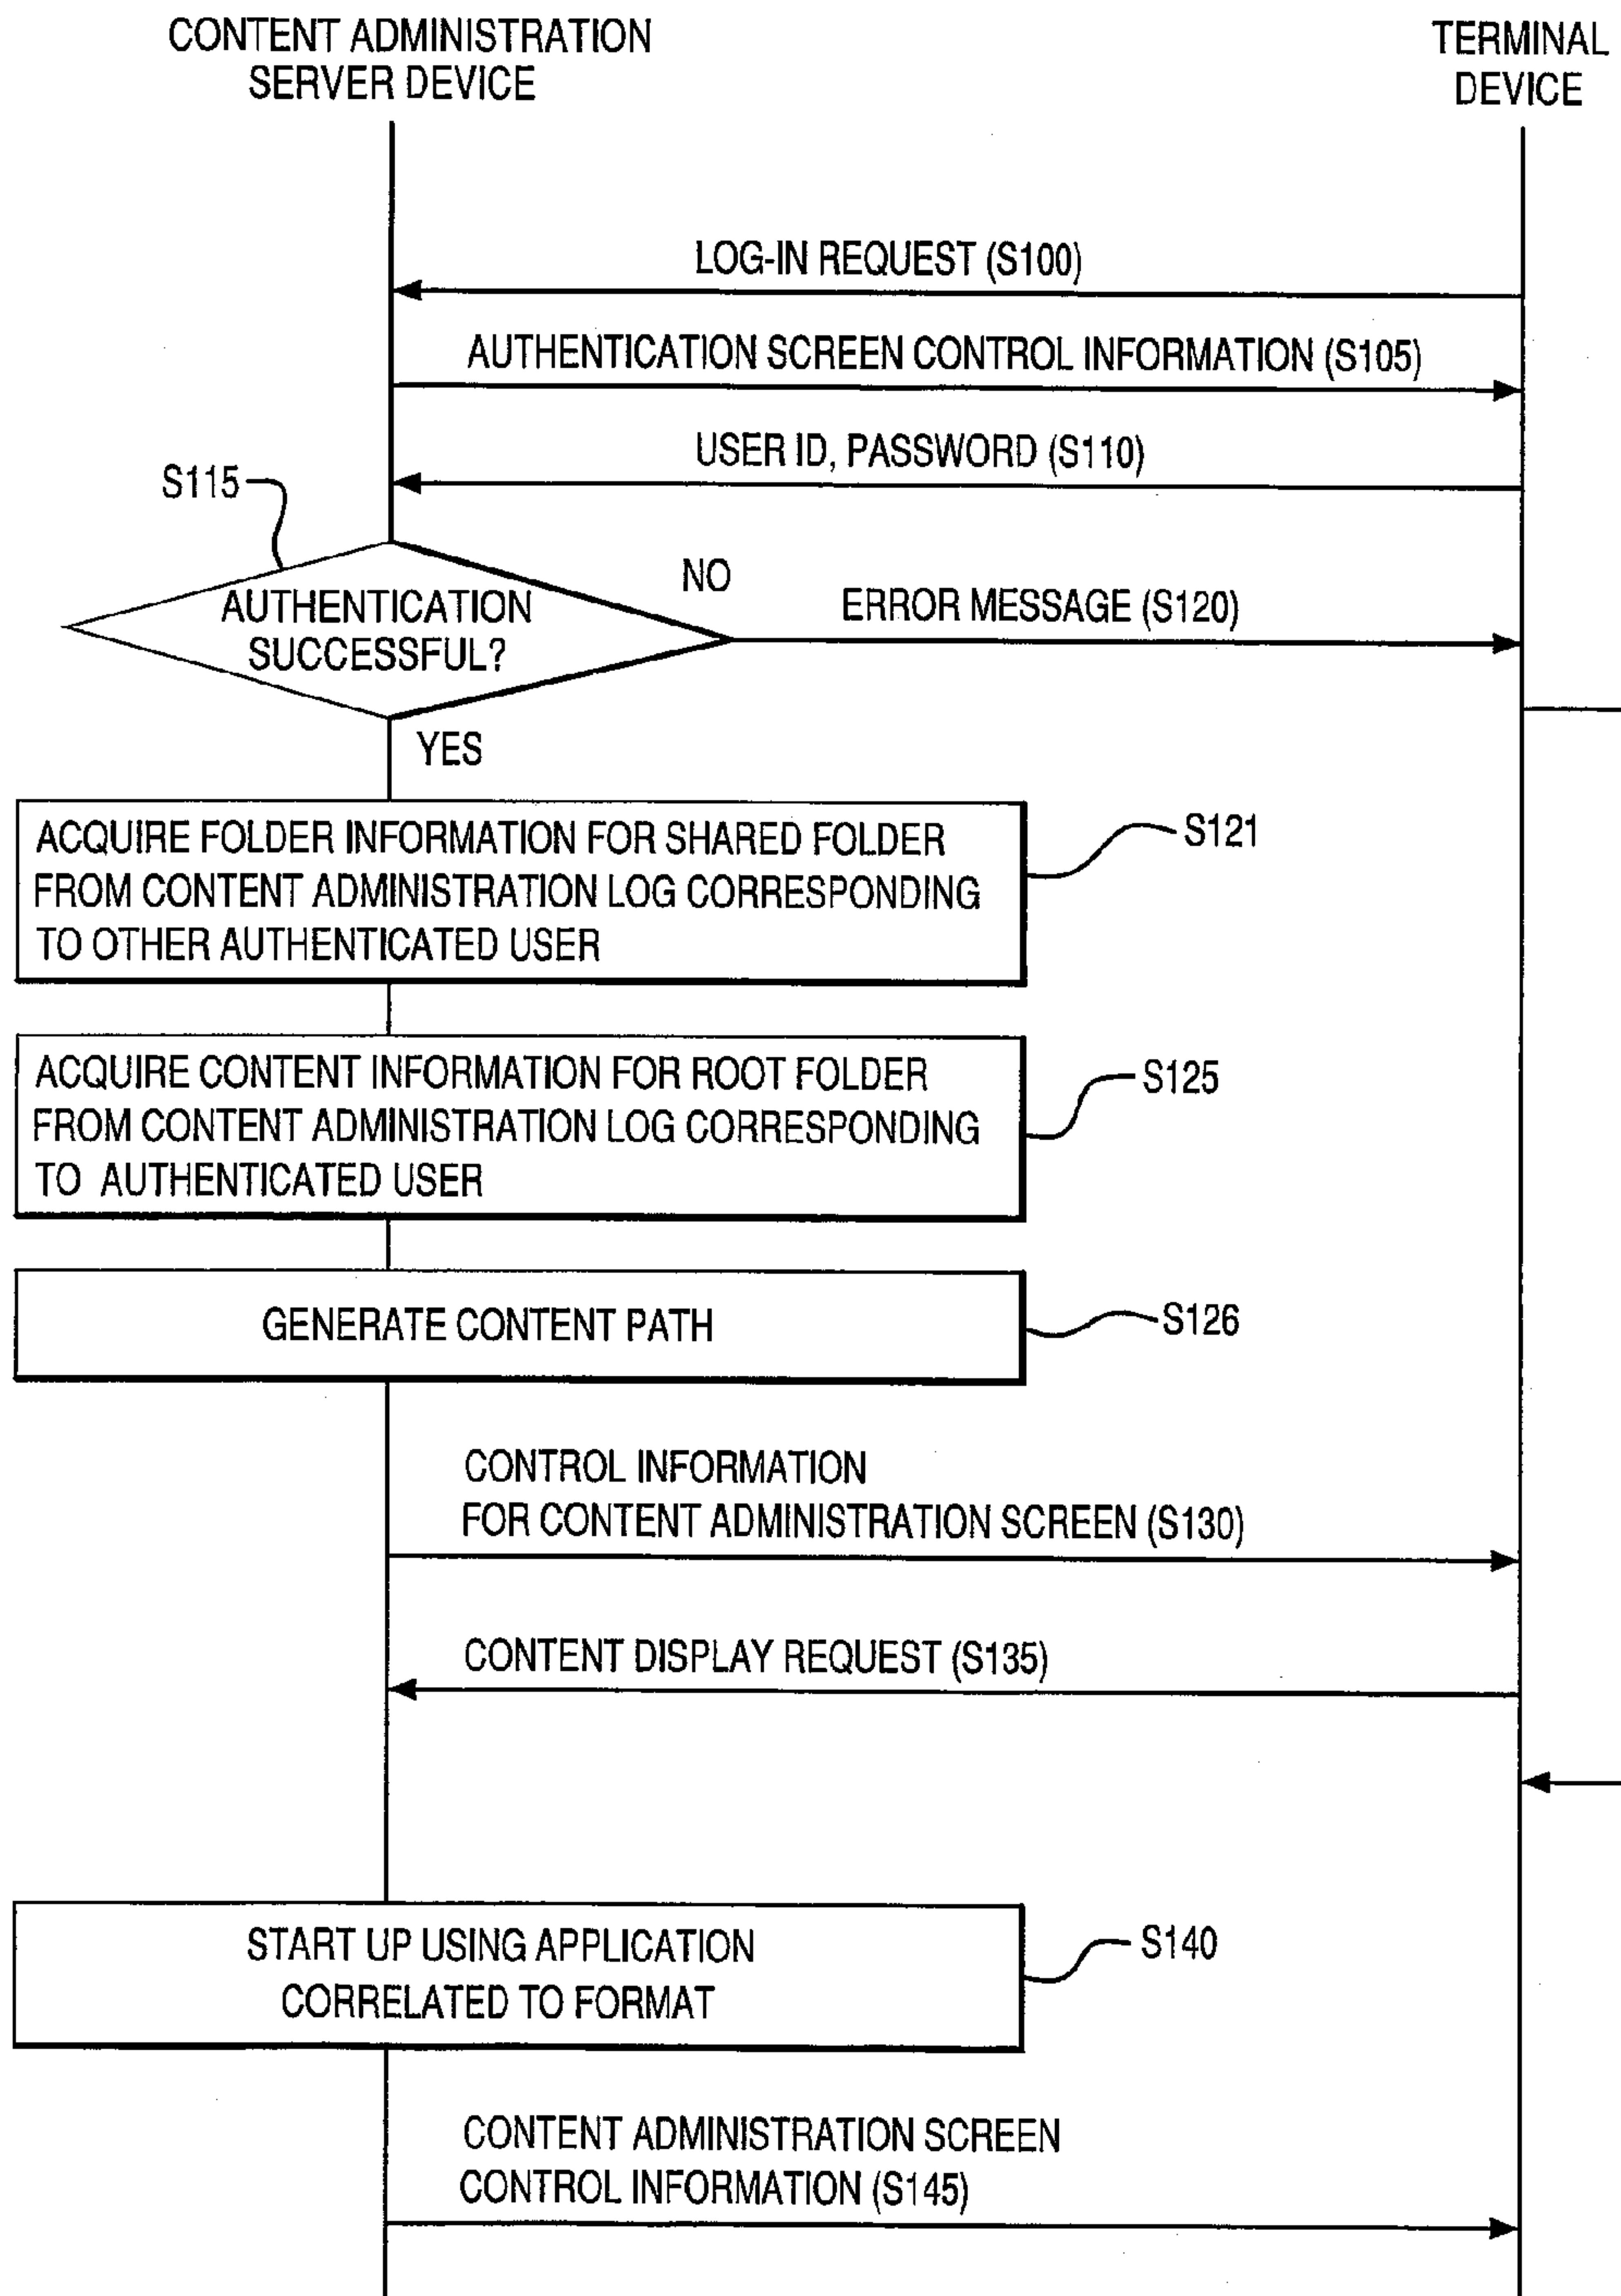 CONTENT ADMINISTRATION
SERVER DEVICE
TERMINAL
DEVICE
LOG-IN REQUEST (S100)
AUTHENTICATION SCREEN CONTROL INFORMATION (S105)
USER ID, PASSWORD (S110)
S115
AUTHENTICATION
SUCCESSFUL?
NO
ERROR MESSAGE (S120)
YES
ACQUIRE FOLDER INFORMATION FOR SHARED FOLDER
FROM CONTENT ADMINISTRATION LOG CORRESPONDING
TO OTHER AUTHENTICATED USER
S121
ACQUIRE CONTENT INFORMATION FOR ROOT FOLDER
FROM CONTENT ADMINISTRATION LOG CORRESPONDING
TO AUTHENTICATED USER
S125
GENERATE CONTENT PATH
S126
CONTROL INFORMATION
FOR CONTENT ADMINISTRATION SCREEN (S130)
CONTENT DISPLAY REQUEST (S135)
START UP USING APPLICATION
CORRELATED TO FORMAT
S140
CONTENT ADMINISTRATION SCREEN
CONTROL INFORMATION (S145)